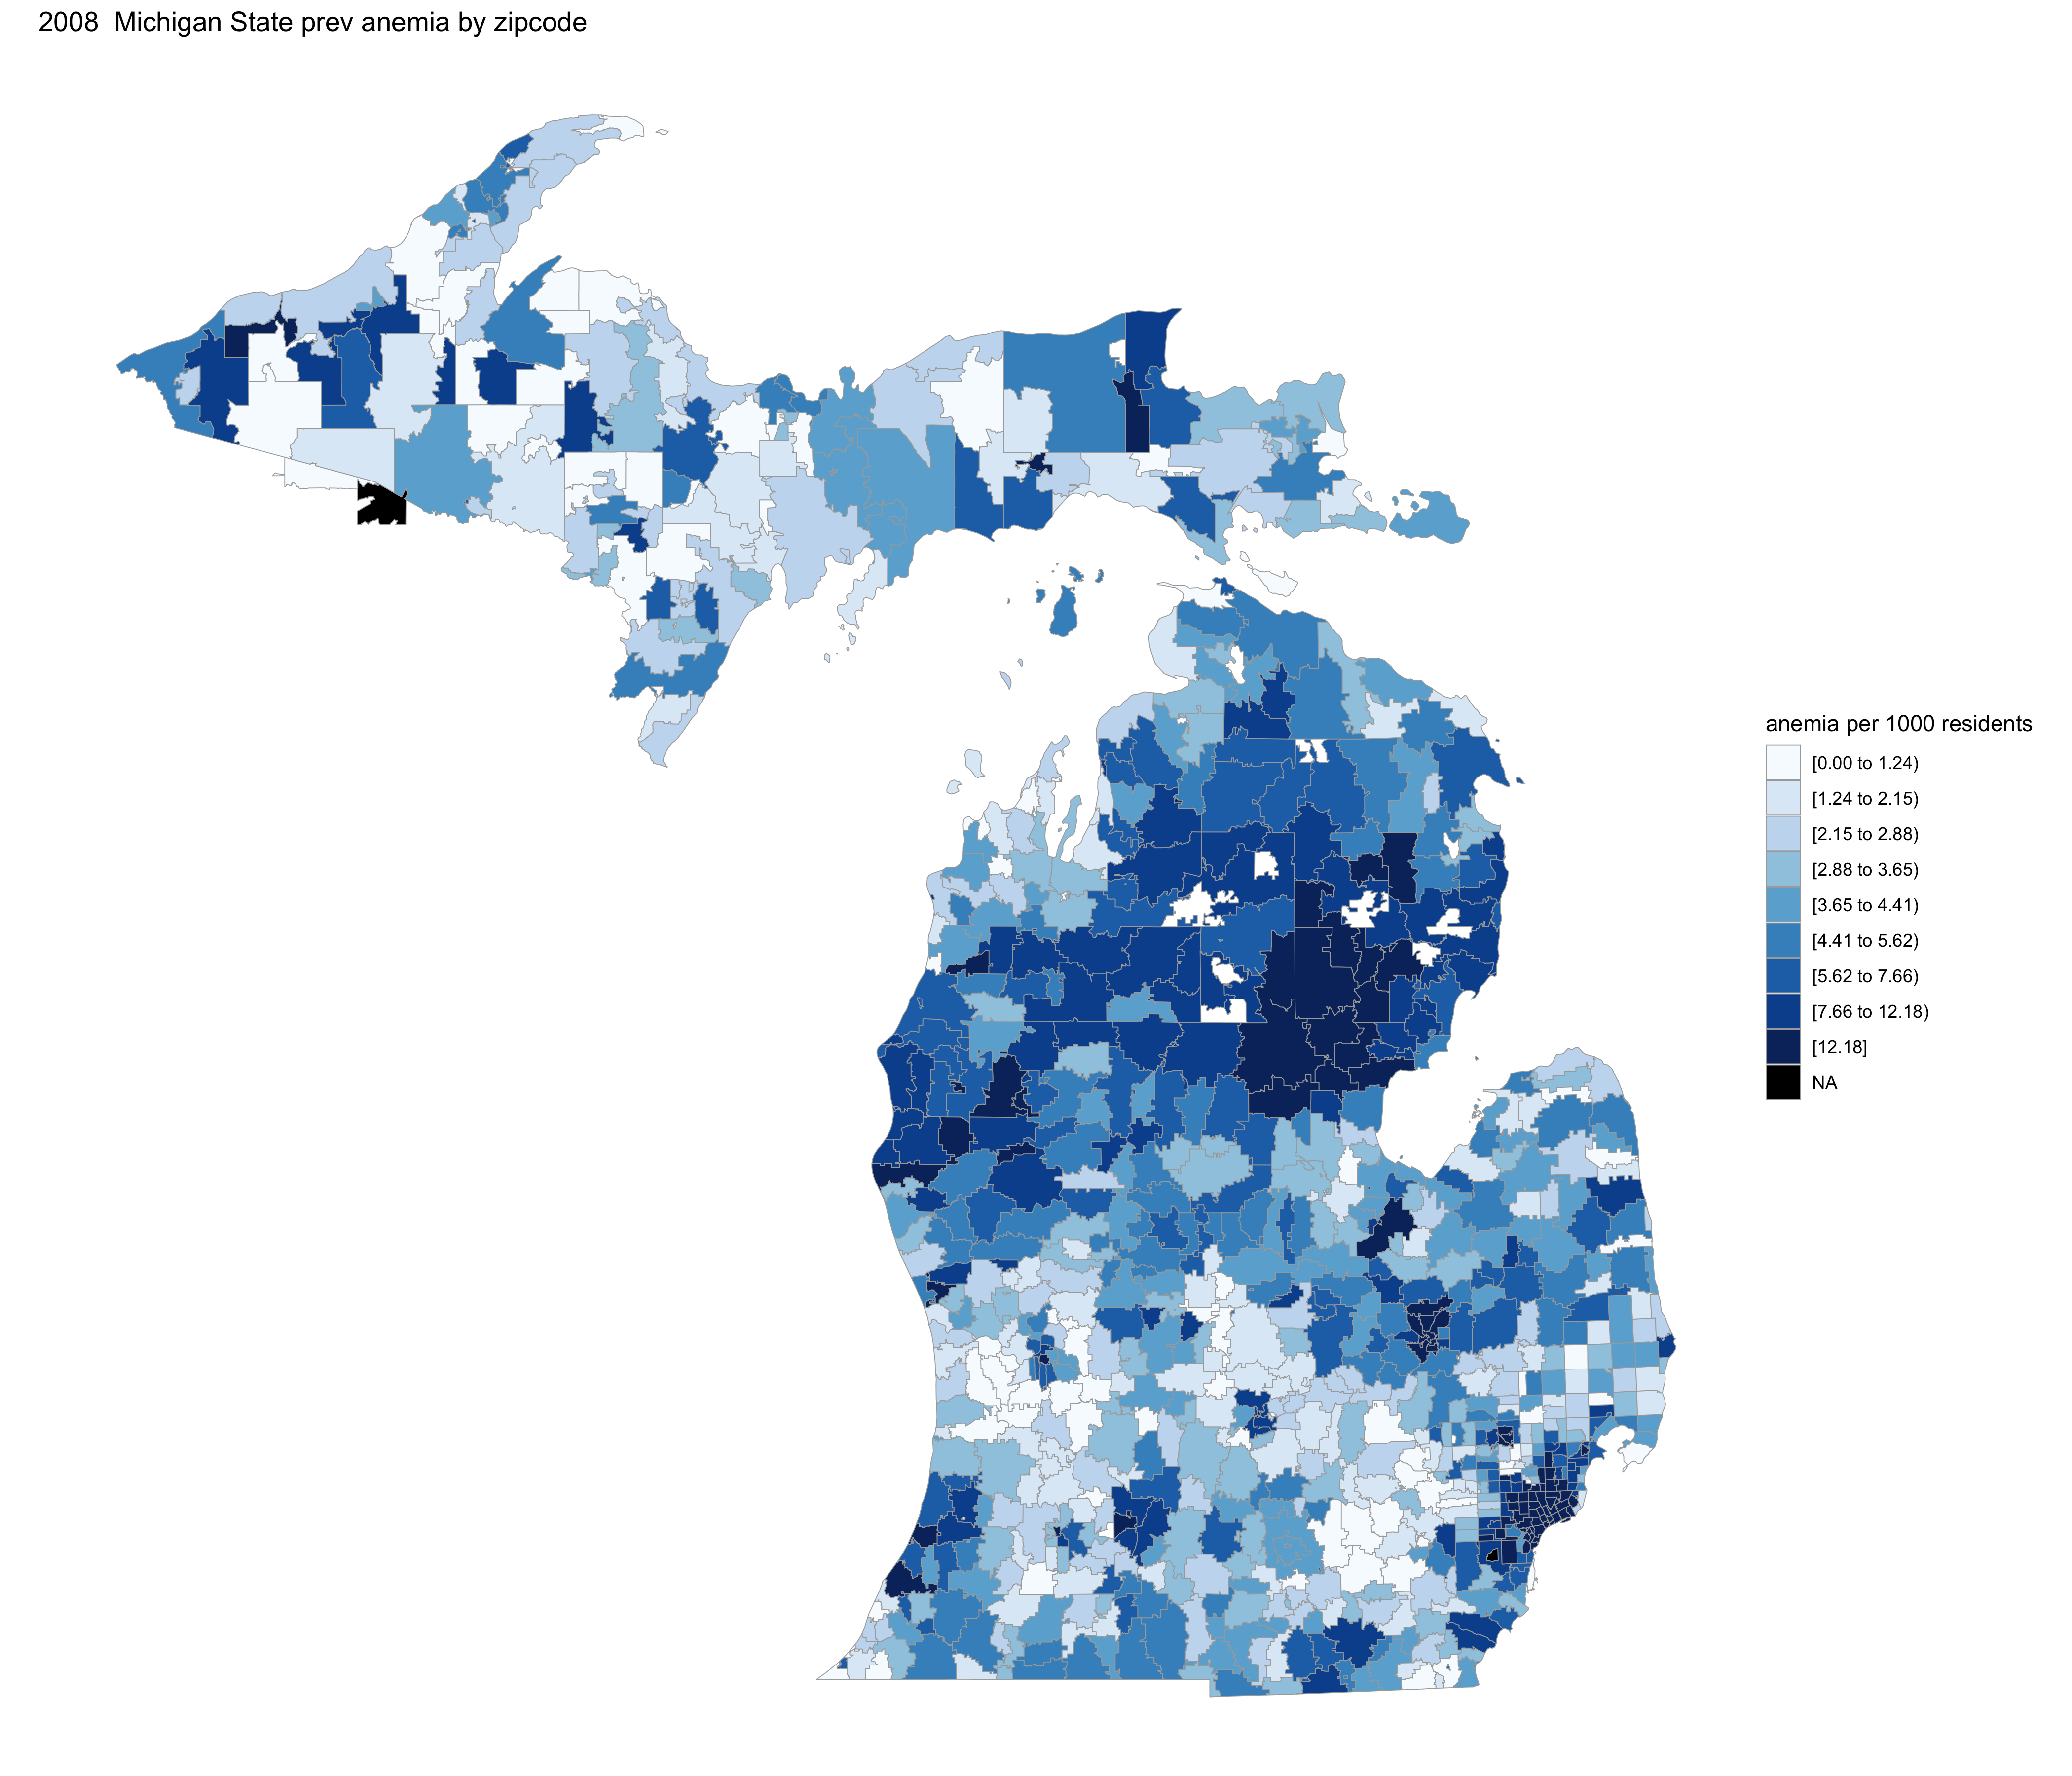 2008  Michigan State prev anemia by zipcode
anemia per 1000 residents
[0.00 to 1.24)
[1.24 to 2.15)
[2.15 to 2.88)
[2.88 to 3.65)
[3.65 to 4.41)
[4.41 to 5.62)
[5.62 to 7.66)
[7.66 to 12.18)
[12.18]
NA